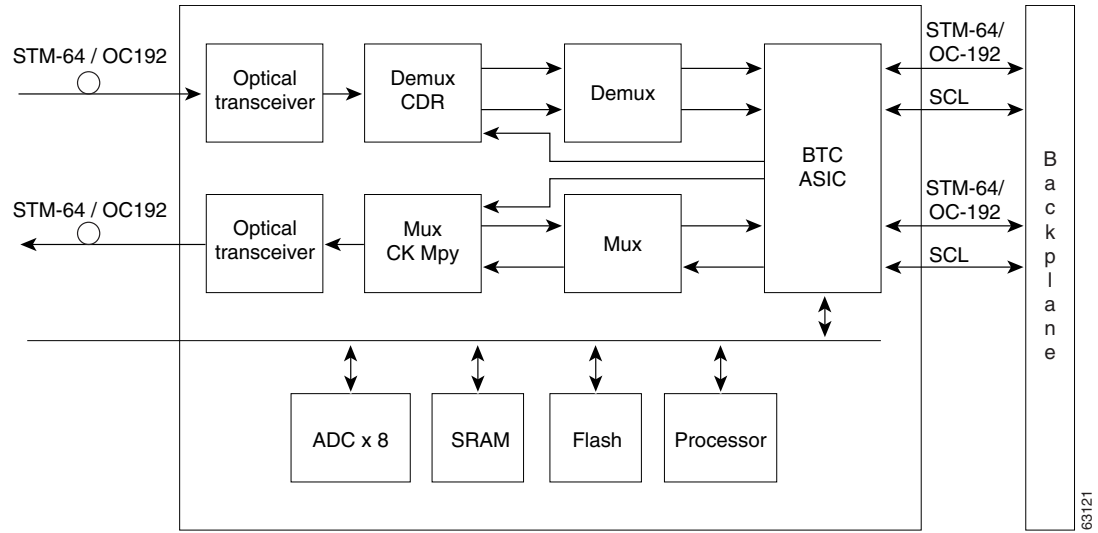 STM-64 / OC192
Optical
transceiver
Demux
CDR
Demux
BTC
ASIC
STM-64/
OC-192
SCL
STM-64 / OC192
Optical
transceiver
Mux
CK Mpy
Mux
STM-64/
OC-192
SCL
Backplane
ADC x 8
SRAM
Flash
Processor
63121